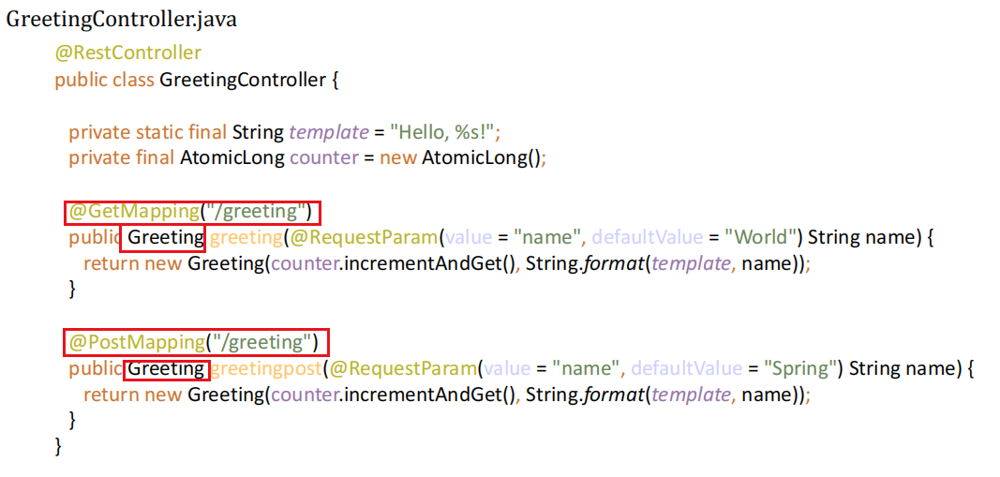 GreetingController.java
@RestController
public class GreetingController {
private static final String template = "Hello, %s!";
private final AtomicLong counter = new AtomicLong();
@GetMapping("/greeting")
public Greeting greeting(@RequestParam(value = "name", defaultValue = "World") String name) {
return new Greeting(counter.incrementAndGet(), String.format(template, name));
}
@PostMapping("/greeting")
public Greeting greetingpost(@RequestParam(value = "name", defaultValue = "Spring") String name) {
return new Greeting(counter.incrementAndGet(), String.format(template, name));
}
}